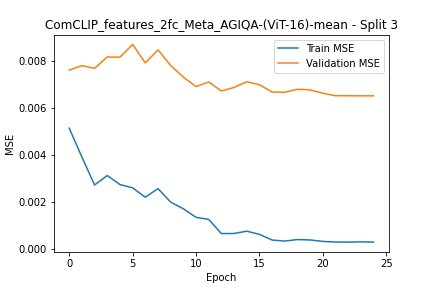 ComCLIP_features_2fc_Meta_AGIQA-(ViT-16)-mean - Split 3
Train MSE
Validation MSE
0.008
0.006
0.004
0.002
0.000
MSE
0 5 10 15 20 25
Epoch